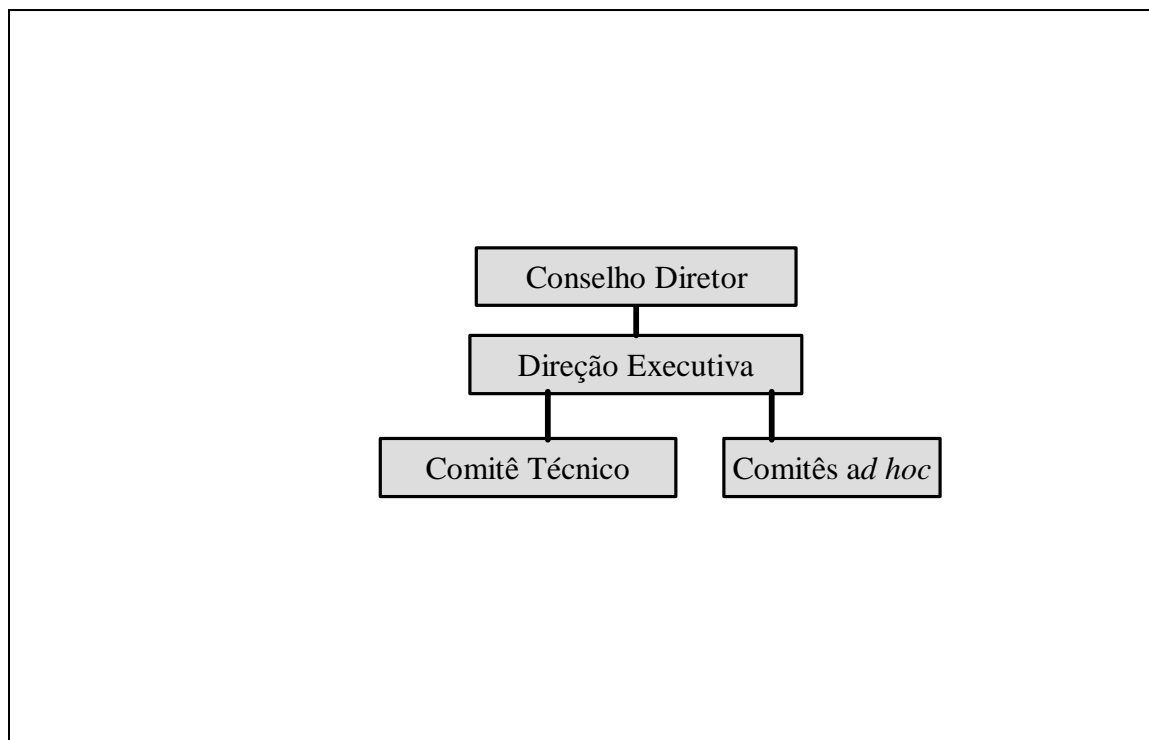 Conselho Diretor
Direção Executiva
Comitê Técnico
Comitês ad hoc